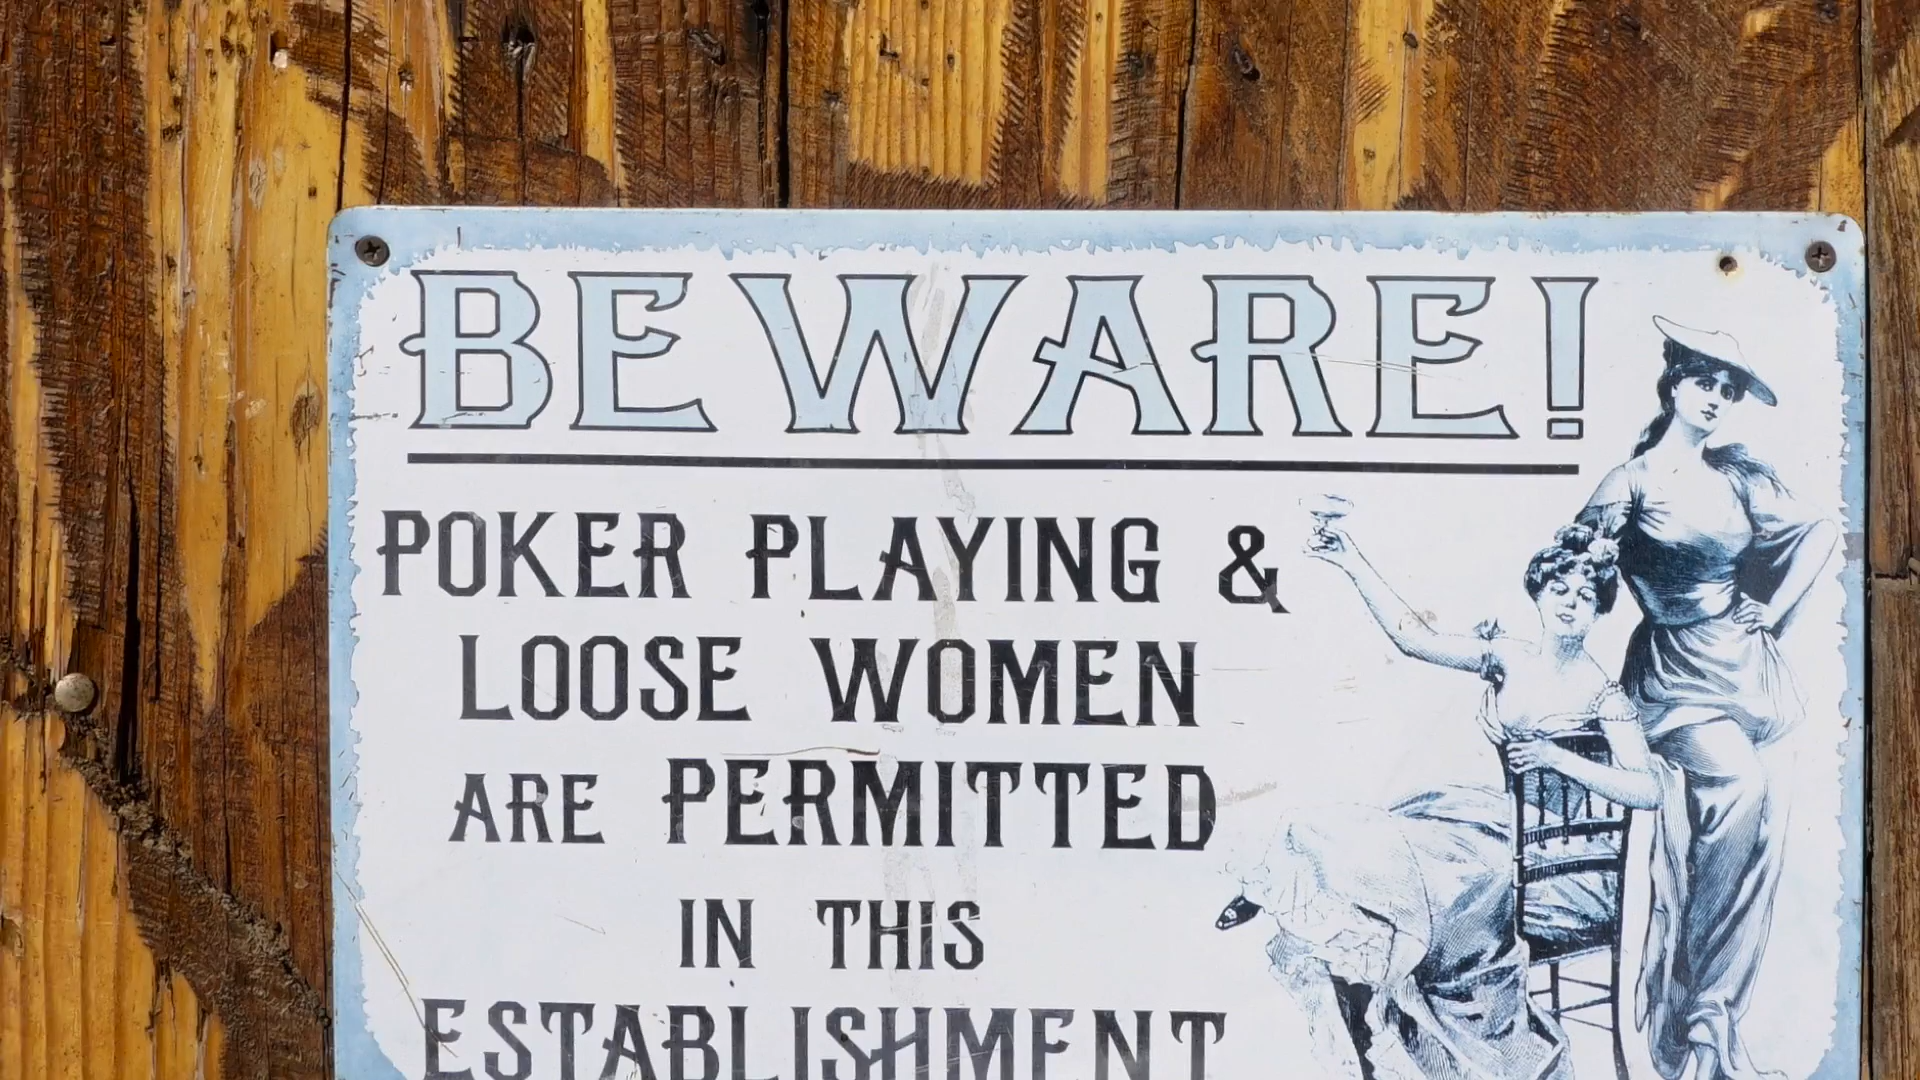 BEWARE!
POKER PLAYING &
LOOSE WOMEN
ARE PERMITTED
IN THIS
ESTABLISHMENT